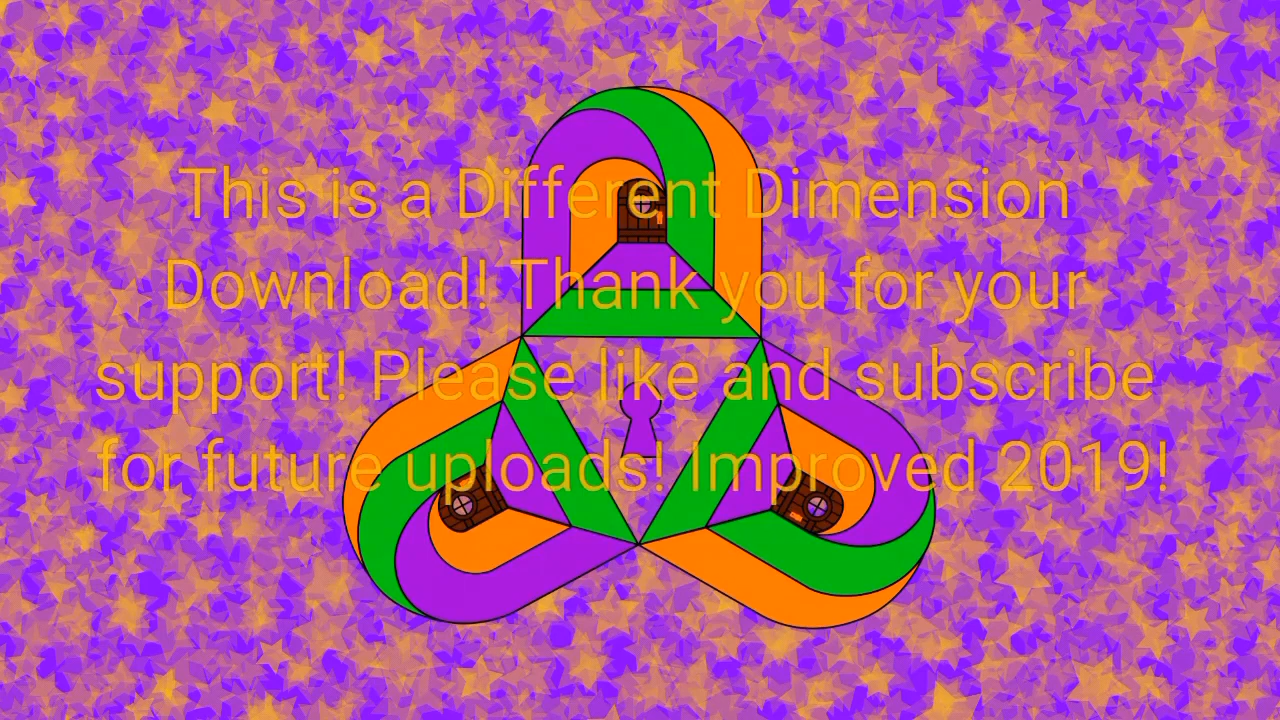 This is a Different Dimension
Download! Thank you for your
support! Please like and subscribe
for future uploads! Improved 2019!